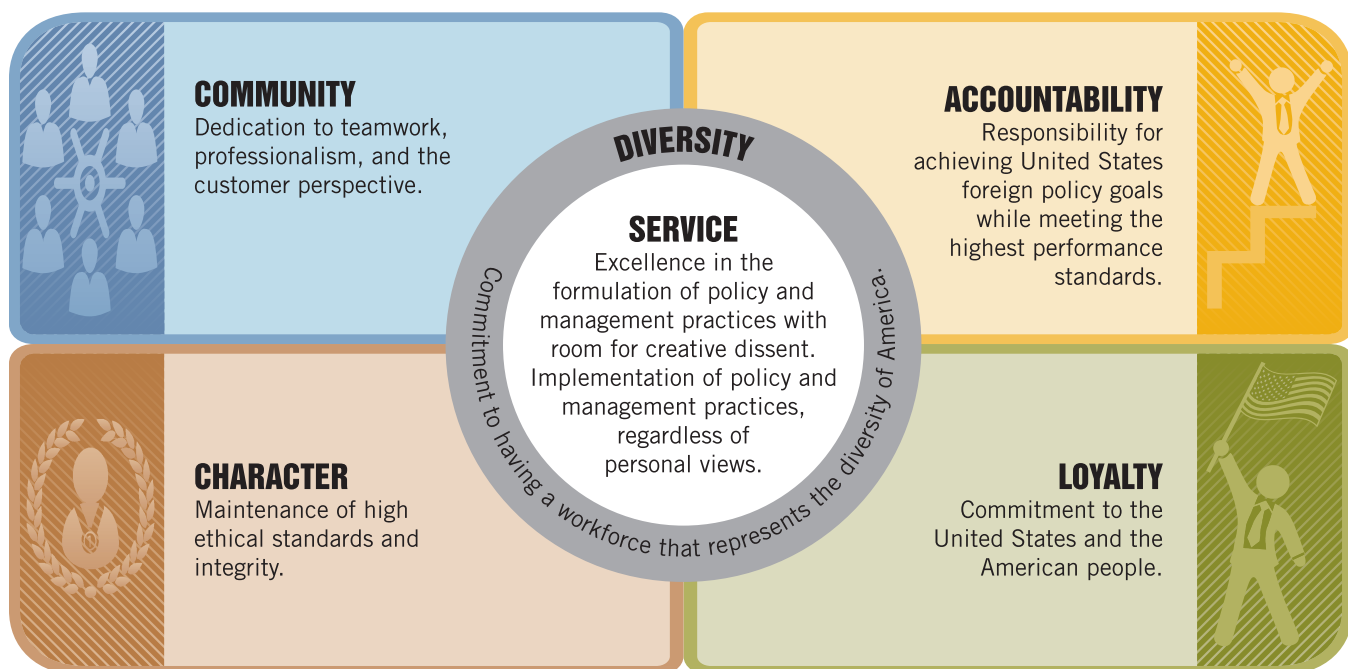 COMMUNITY
Dedication to teamwork,
professionalism, and the
customer perspective.
ACCOUNTABILITY
Responsibility for
achieving United States
foreign policy goals
while meeting the
highest performance
standards.
DIVERSITY
Commitment to having a workforce that represents the diversity of America.
SERVICE
Excellence in the
formulation of policy and
management practices with
room for creative dissent.
Implementation of policy and
management practices,
regardless of
personal views.
CHARACTER
Maintenance of high
ethical standards and
integrity.
LOYALTY
Commitment to the
United States and the
American people.